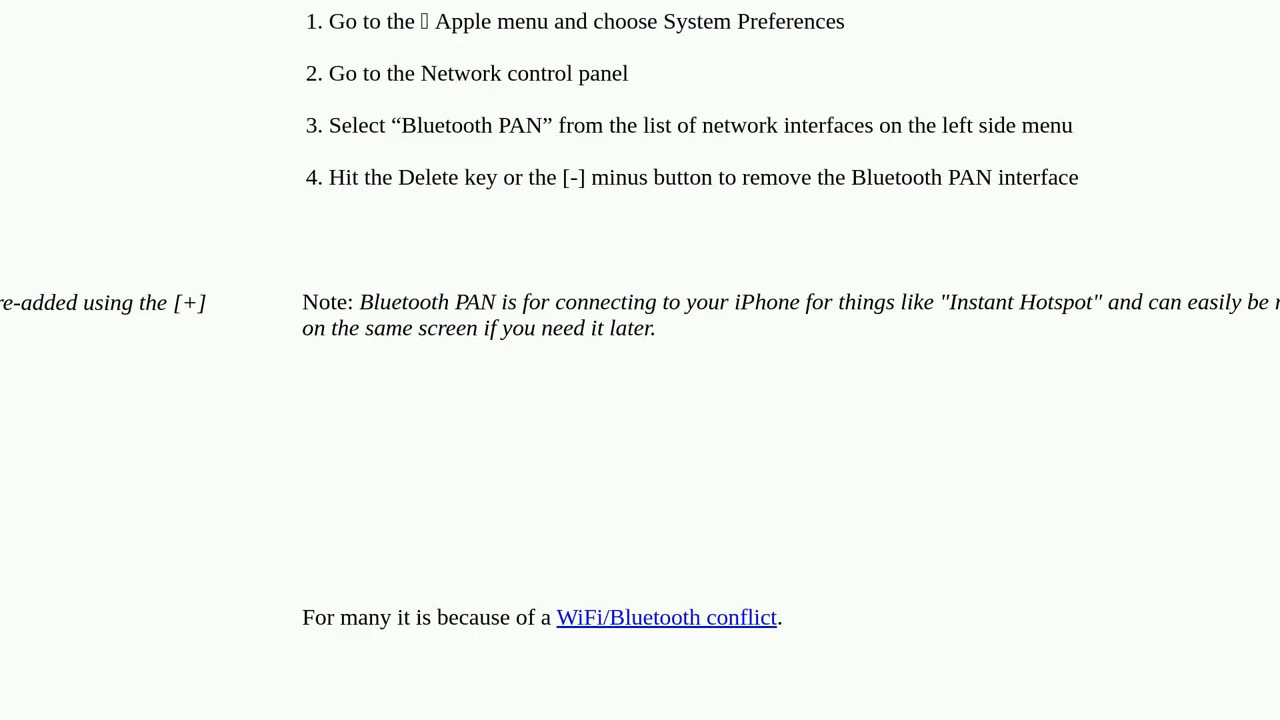 1. Go to the  Apple menu and choose System Preferences
2. Go to the Network control panel
3. Select “Bluetooth PAN” from the list of network interfaces on the left side menu
4. Hit the Delete key or the [-] minus button to remove the Bluetooth PAN interface
re-added using the [+]
Note: Bluetooth PAN is for connecting to your iPhone for things like "Instant Hotspot" and can easily be
on the same screen if you need it later.
For many it is because of a WiFi/Bluetooth conflict.